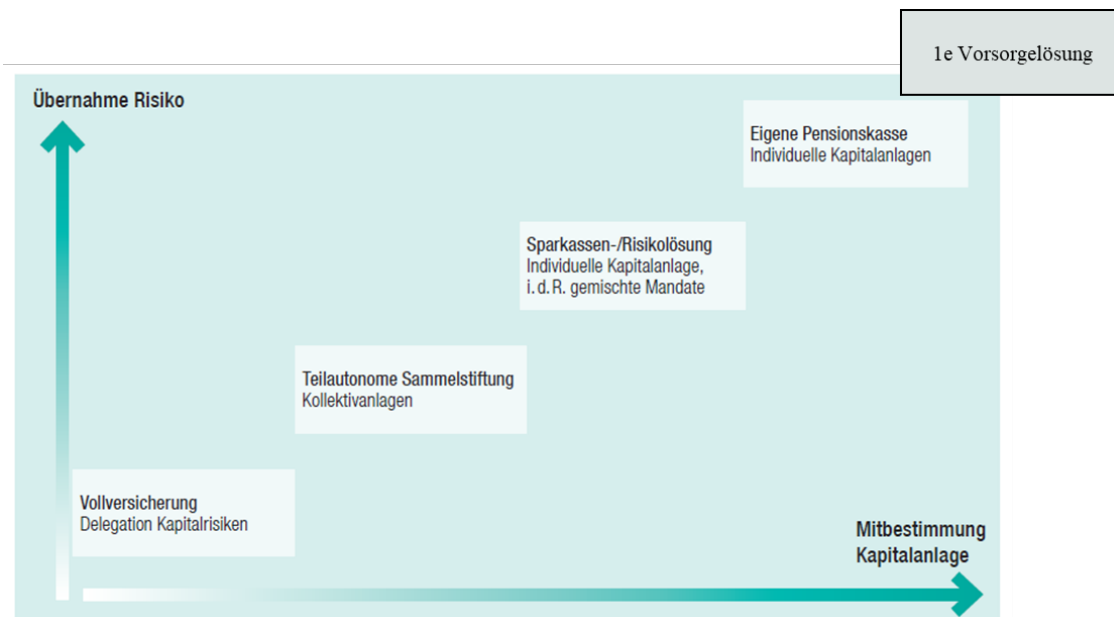 1e Vorsorgelösung
Übernahme Risiko
Eigene Pensionskasse
Individuelle Kapitalanlagen
Sparkassen-/Risikolösung
Individuelle Kapitalanlage,
i. d. R. gemischte Mandate
Teilautonome Sammelstiftung
Kollektivanlagen
Vollversicherung
Delegation Kapitalrisiken
Mitbestimmung
Kapitalanlage